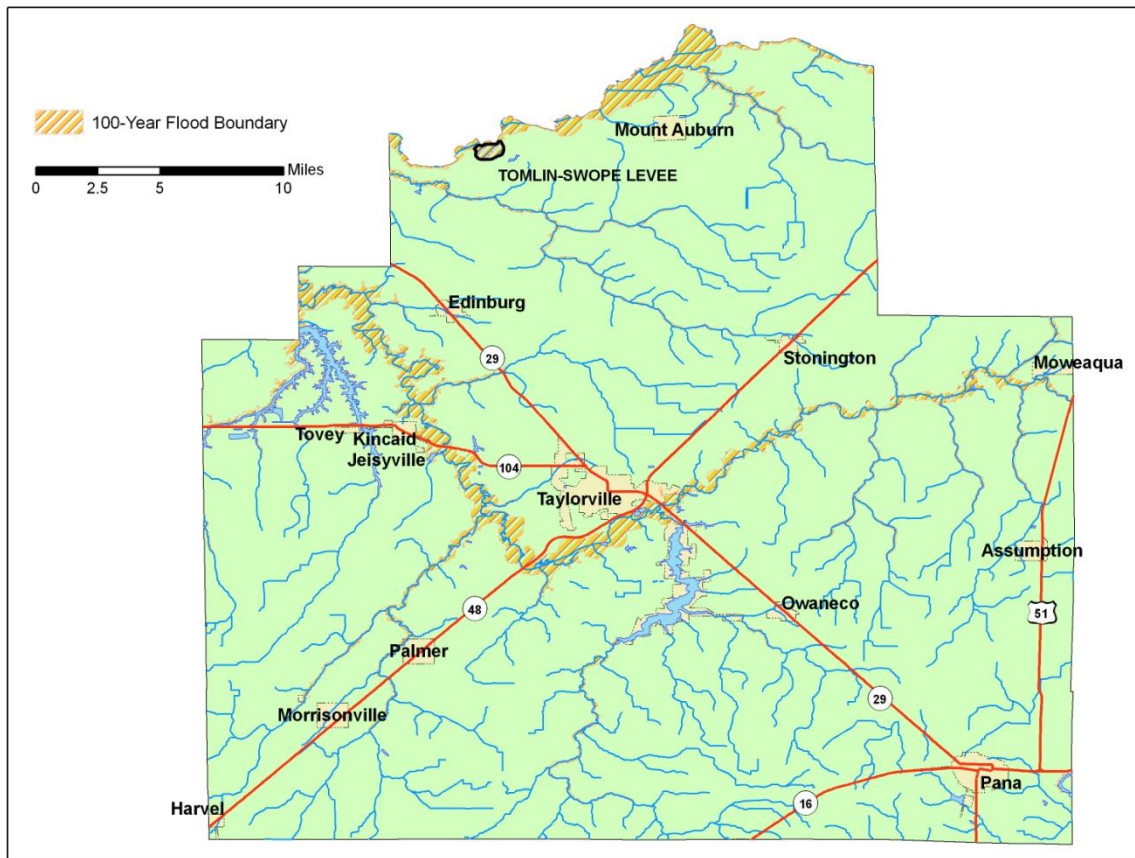 100-Year Flood Boundary
Miles
0 2.5 5 10
Mount Auburn
TOMLIN-SWOPE LEVEE
Edinburg
29
Stonington
Moweaqua
Tovey
Kincaid
Jeisyville
104
Taylorville
Assumption
48
Owaneco
51
Palmer
29
Morrisonville
Pana
Harvel
16